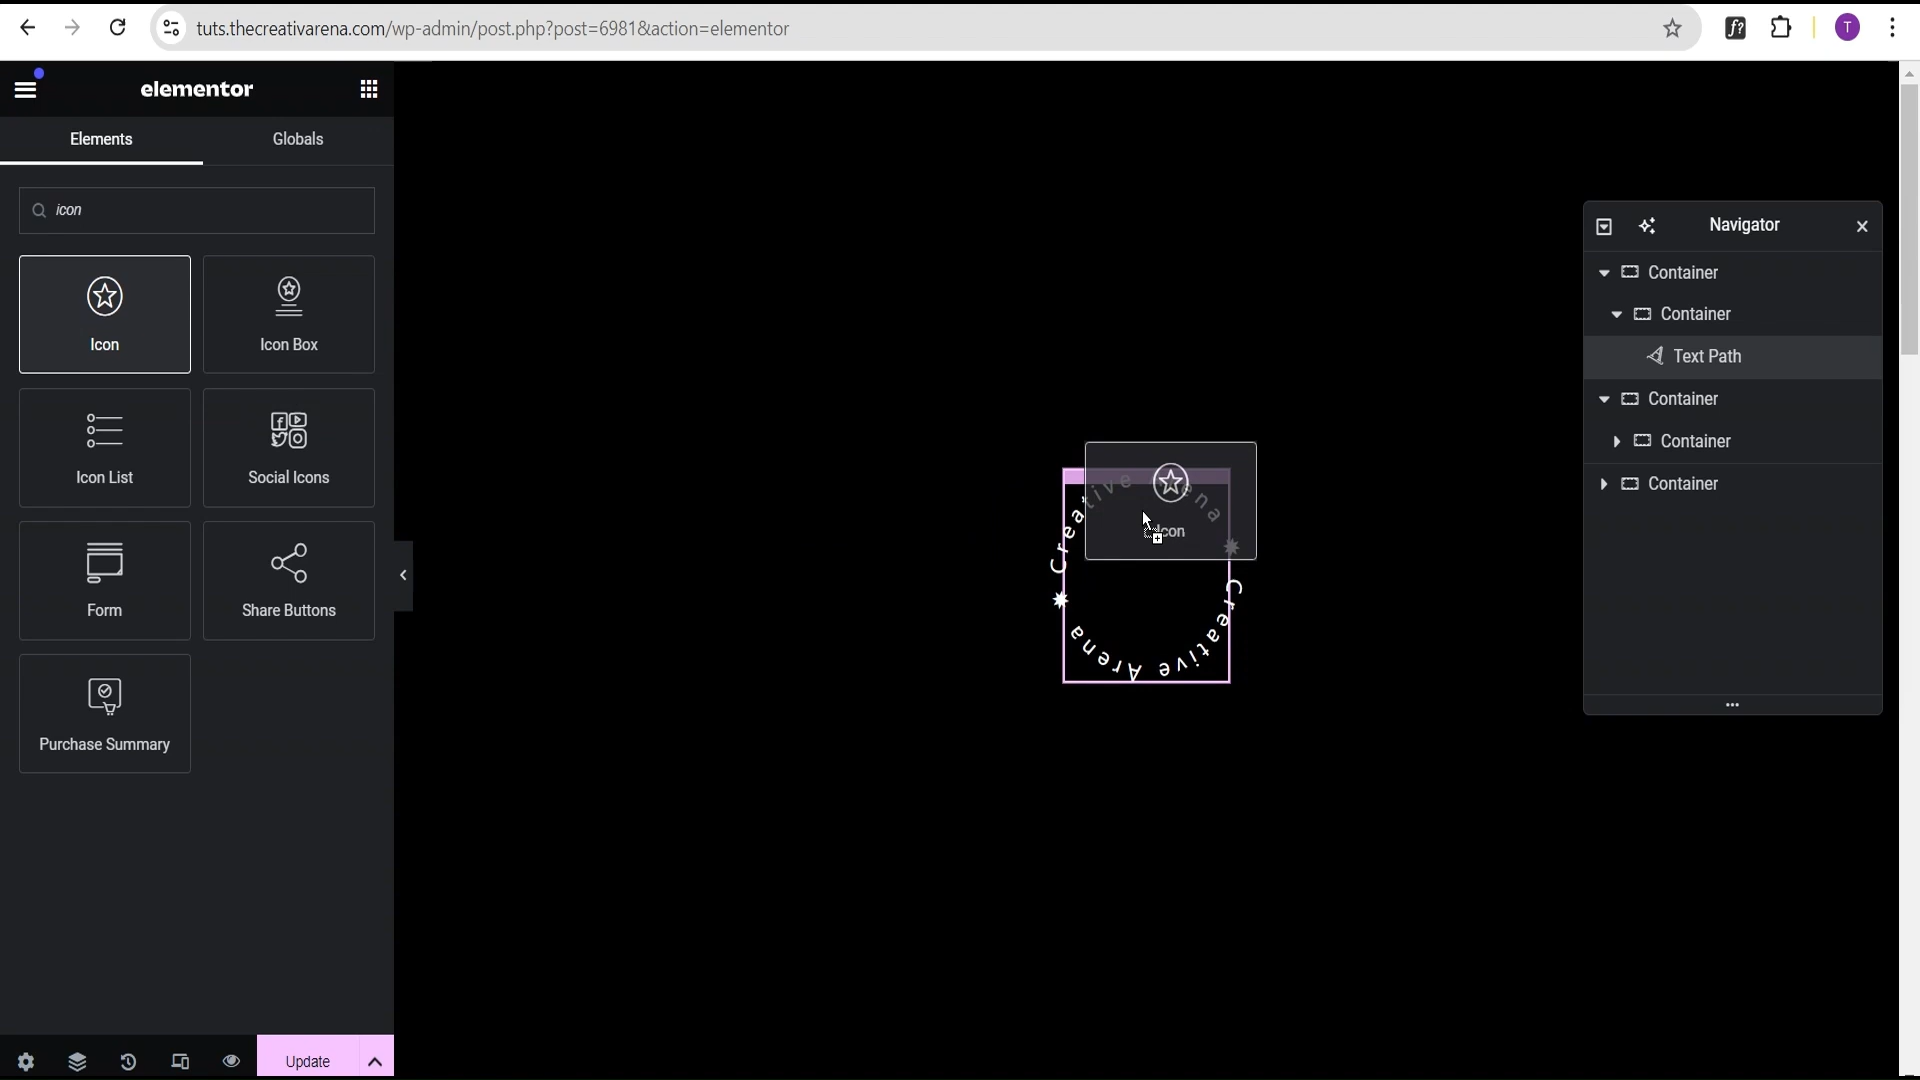 tuts.thecreativarena.com/wp-admin/post.php?post=6981&action=elementor
T
elementor
Elements
Globals
icon
Icon
Icon Box
Icon List
Social Icons
Form
Share Buttons
Purchase Summary
Update
Creative Arena ✸ Creative Arena ✸
Icon
Navigator
Container
Container
Text Path
Container
Container
Container